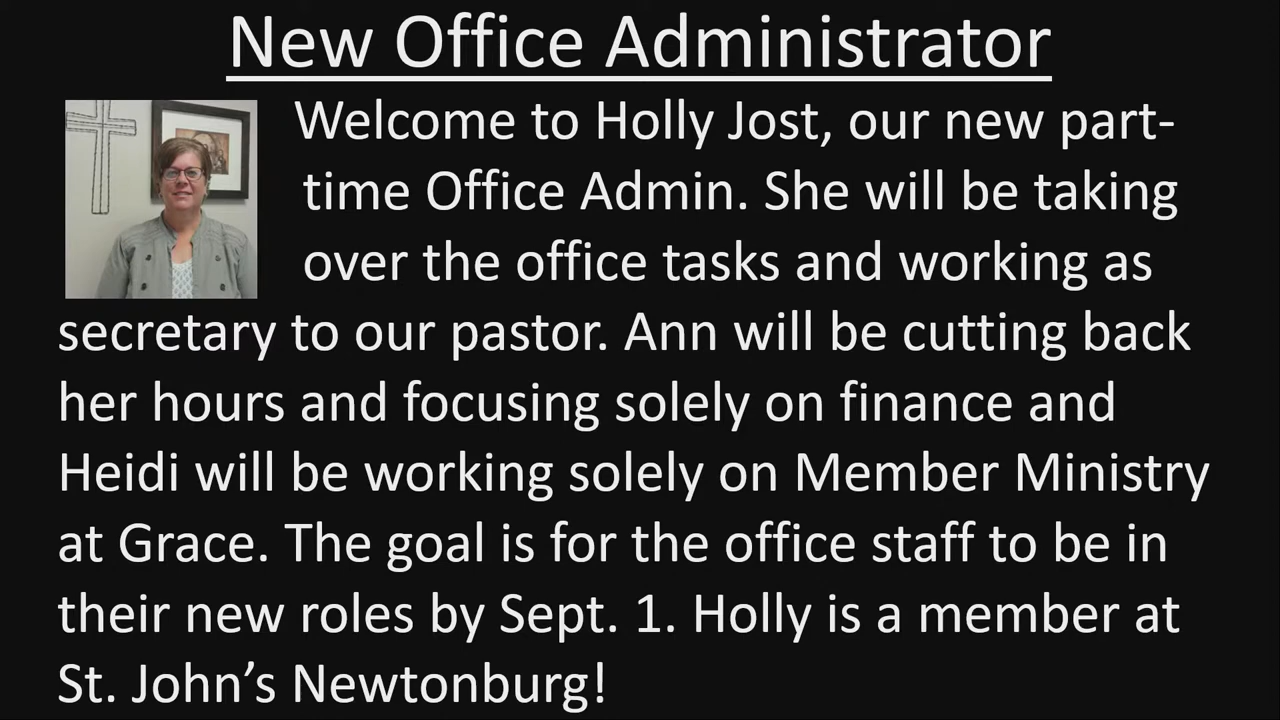 New Office Administrator
Welcome to Holly Jost, our new part-
time Office Admin. She will be taking
over the office tasks and working as
secretary to our pastor. Ann will be cutting back
her hours and focusing solely on finance and
Heidi will be working solely on Member Ministry
at Grace. The goal is for the office staff to be in
their new roles by Sept. 1. Holly is a member at
St. John’s Newtonburg!